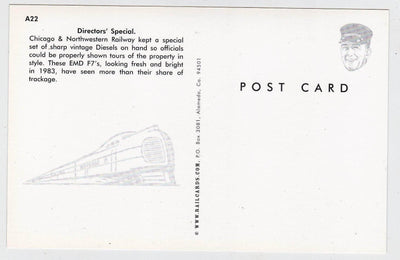 A22
Directors' Special.
Chicago & Northwestern Railway kept a special
set of sharp vintage Diesels on hand so officials
could be properly shown tours of the property in
style. These EMD F7's, looking fresh and bright
in 1983, have seen more than their share of
trackage.
© WWW.RAILCARDS.COM, P.O. Box 3081, Alameda, Ca. 94501
POST CARD